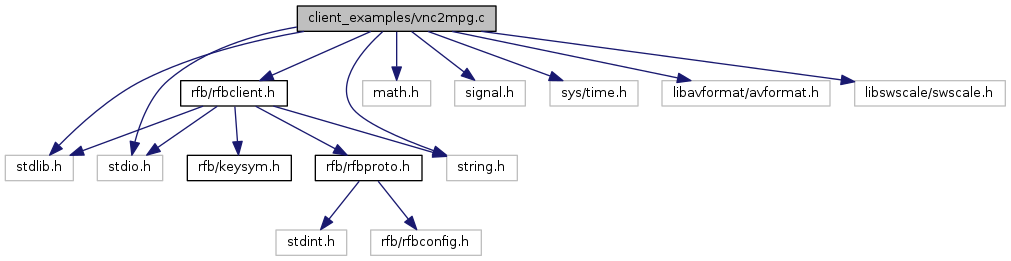 client_examples/vnc2mpg.c
rfb/rfbclient.h
math.h
signal.h
sys/time.h
libavformat/avformat.h
libswscale/swscale.h
stdlib.h
stdio.h
rfb/keysym.h
rfb/rfbproto.h
string.h
stdint.h
rfb/rfbconfig.h